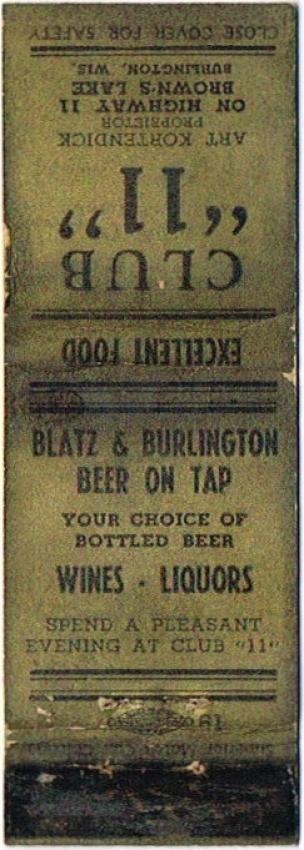 CLUB
"11"
ART KORTENDICK
PROPRIETOR
ON HIGHWAY 11
BROWN'S LAKE
BURLINGTON, WIS.
CLOSE COVER FOR SAFETY
EXCELLENT FOOD
BLATZ & BURLINGTON
BEER ON TAP
YOUR CHOICE OF
BOTTLED BEER
WINES - LIQUORS
SPEND A PLEASANT
EVENING AT CLUB "11"